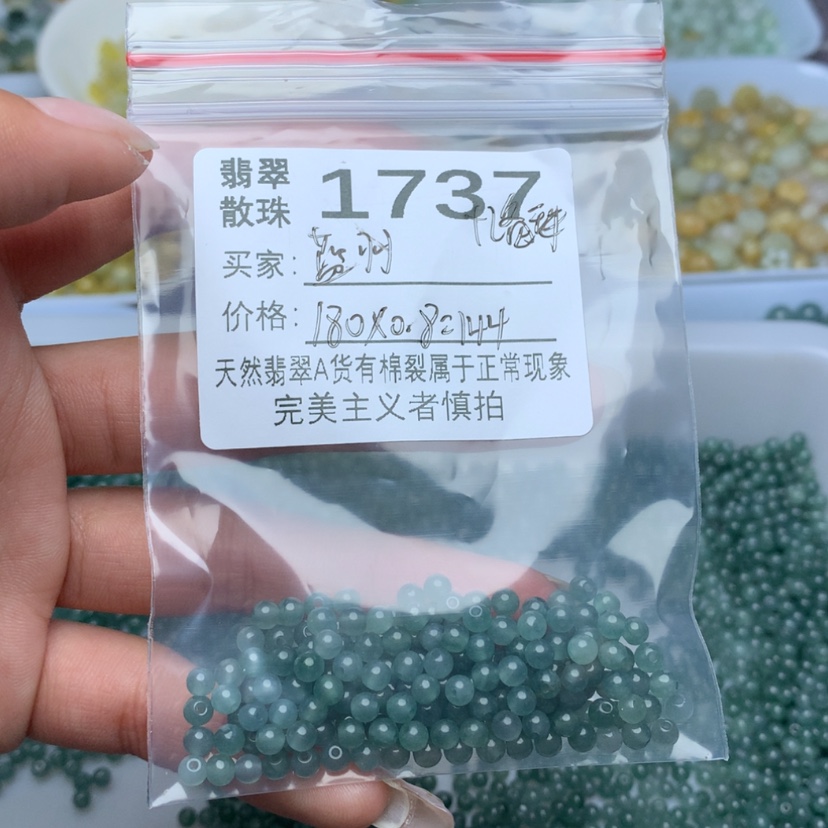 翡翠 1737
散珠
买家:
价格: 180X0.8=144
天然翡翠A货有棉裂属于正常现象
完美主义者慎拍